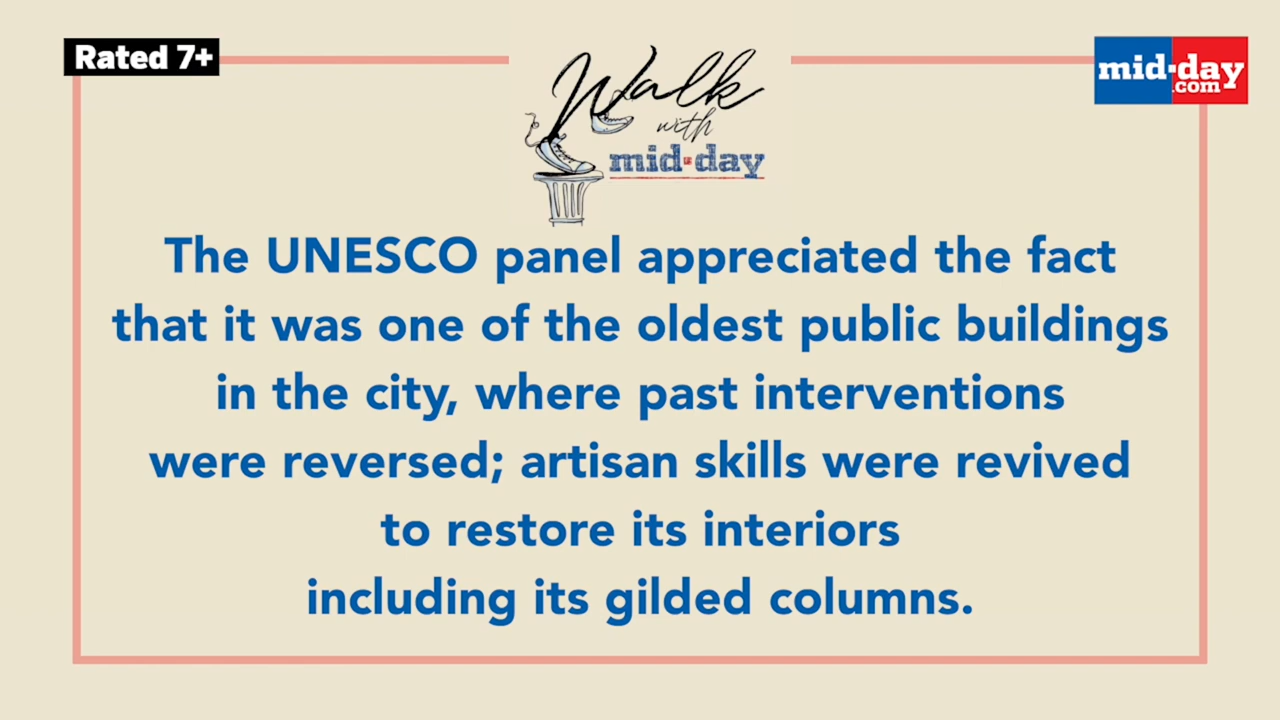 Rated 7+
mid-day
.com
Walk
with
mid-day
The UNESCO panel appreciated the fact
that it was one of the oldest public buildings
in the city, where past interventions
were reversed; artisan skills were revived
to restore its interiors
including its gilded columns.